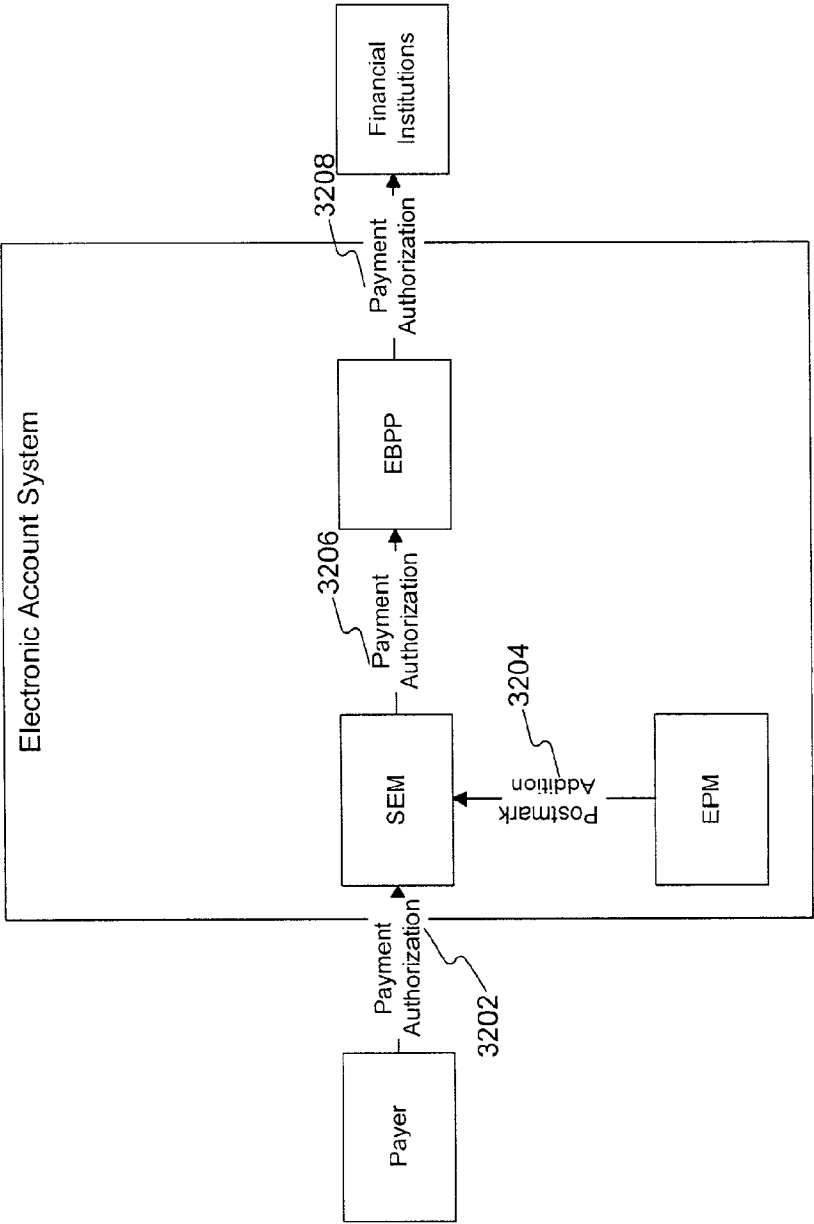 Electronic Account System
Payer
Payment
Authorization
3202
SEM
Postmark
Addition
3204
EPM
Payment
Authorization
3206
EBPP
Payment
Authorization
3208
Financial
Institutions